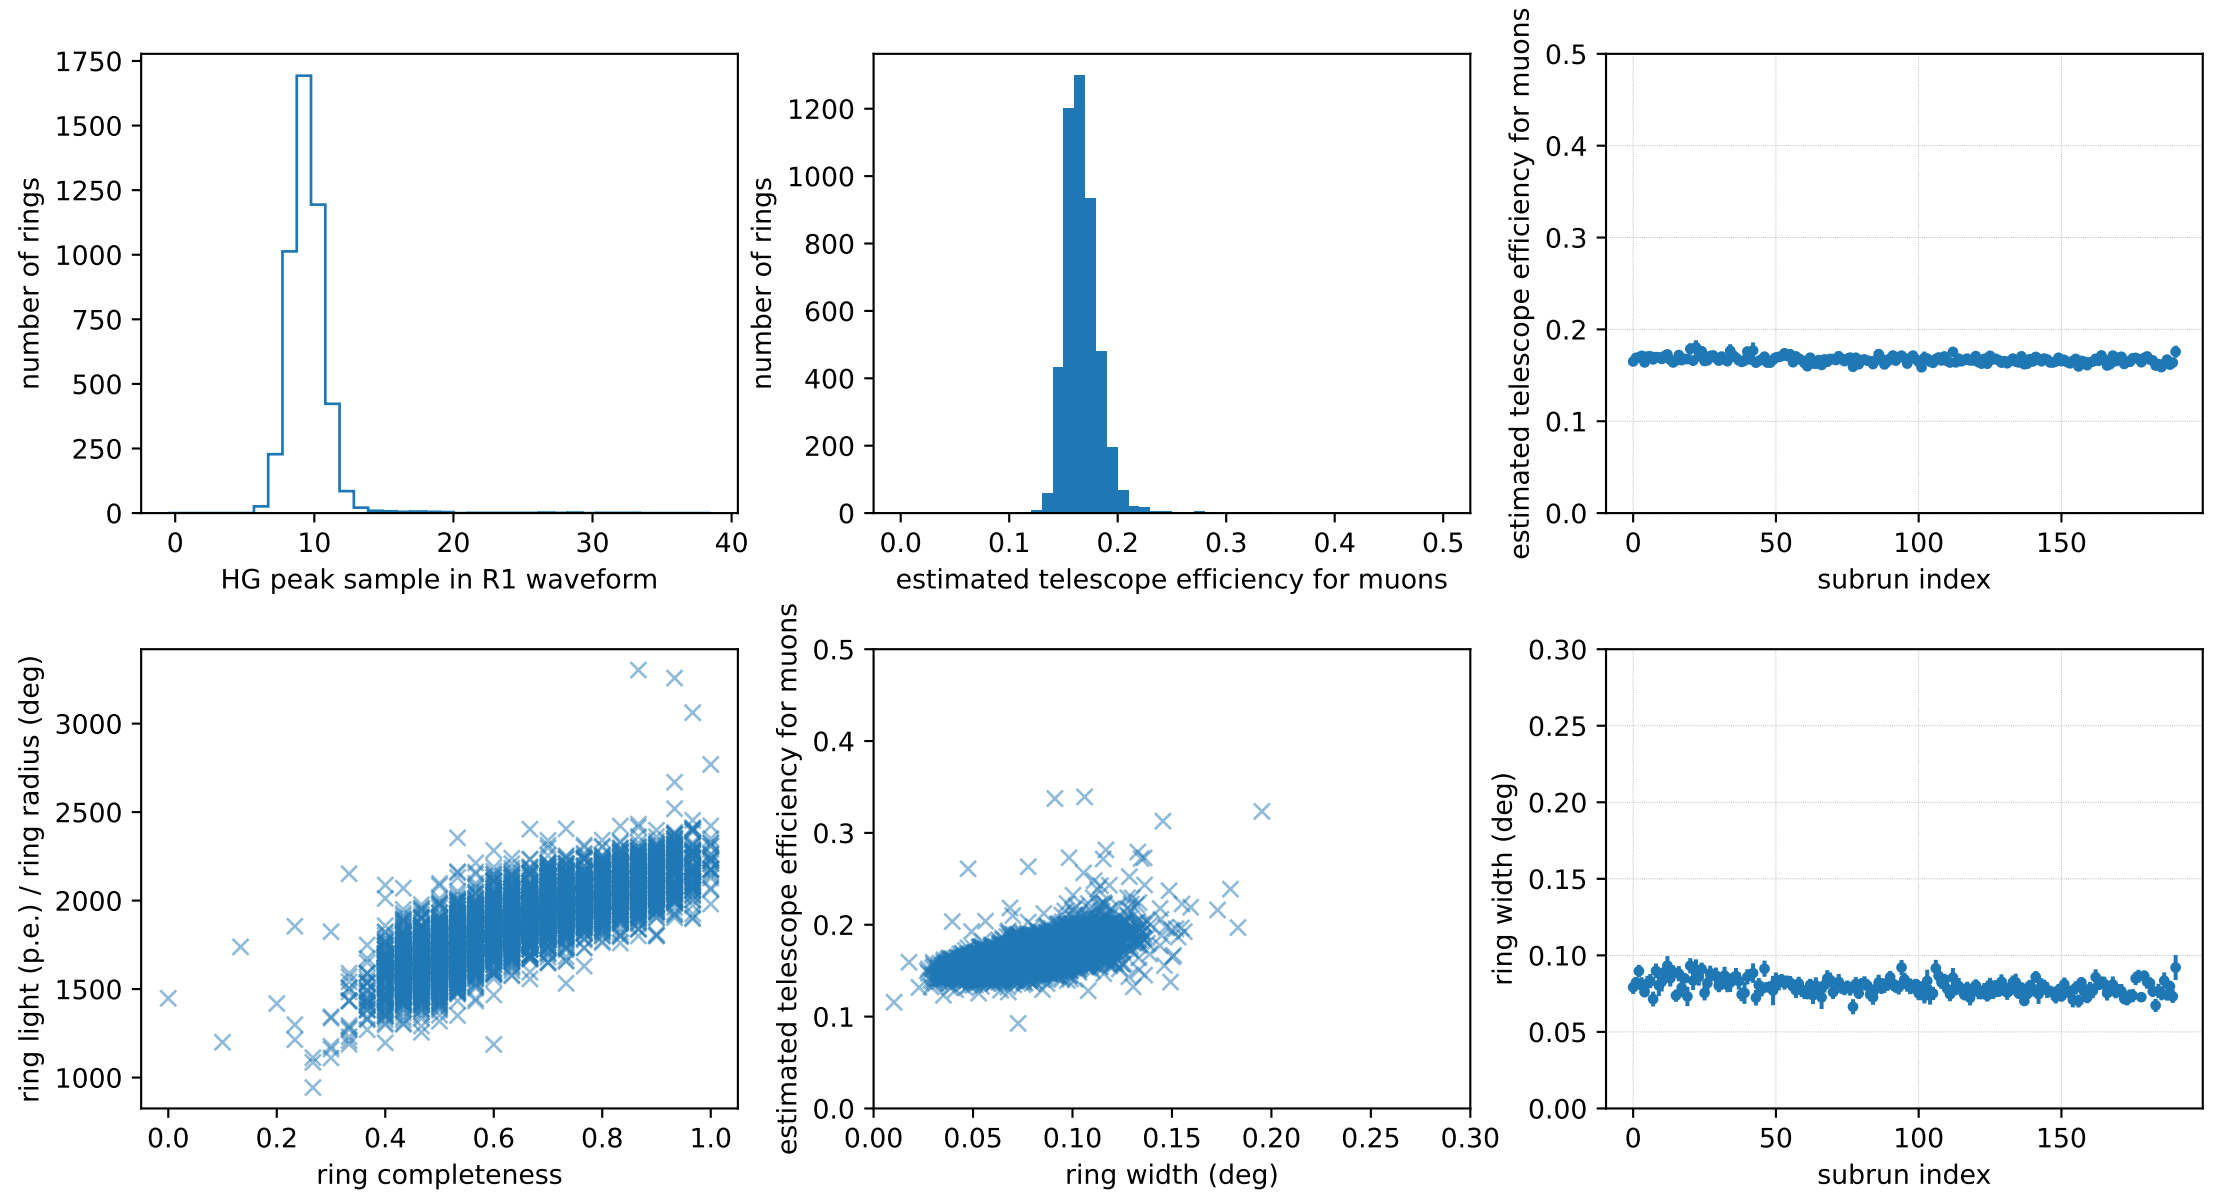 1750
1500
1250
1000
750
500
250
0
number of rings
0 10 20 30 40
HG peak sample in R1 waveform
1200
1000
800
600
400
200
0
number of rings
0.0 0.1 0.2 0.3 0.4 0.5
estimated telescope efficiency for muons
0.5
0.4
0.3
0.2
0.1
0.0
estimated telescope efficiency for muons
0 50 100 150
subrun index
3000
2500
2000
1500
1000
ring light (p.e.) / ring radius (deg)
0.0 0.2 0.4 0.6 0.8 1.0
ring completeness
0.5
0.4
0.3
0.2
0.1
0.0
estimated telescope efficiency for muons
0.00 0.05 0.10 0.15 0.20 0.25 0.30
ring width (deg)
0.30
0.25
0.20
0.15
0.10
0.05
0.00
ring width (deg)
0 50 100 150
subrun index